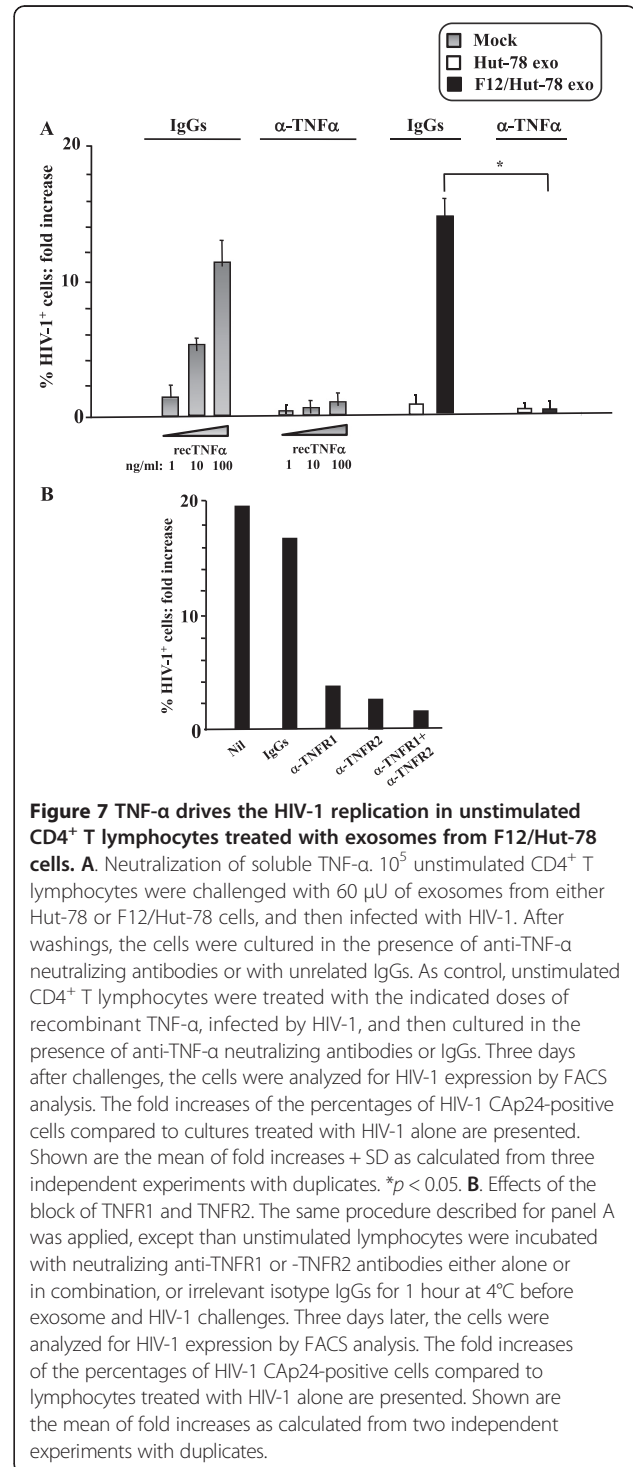 Mock
Hut-78 exo
F12/Hut-78 exo
A
IgGs
α-TNFα
IgGs
α-TNFα
*
% HIV-1+ cells: fold increase
20
10
0
recTNFα
recTNFα
ng/ml: 1 10 100
1 10 100
B
% HIV-1+ cells: fold increase
20
10
0
Nil
IgGs
α-TNFR1
α-TNFR2
α-TNFR1+
α-TNFR2
Figure 7 TNF-α drives the HIV-1 replication in unstimulated
CD4+ T lymphocytes treated with exosomes from F12/Hut-78
cells. A. Neutralization of soluble TNF-α. 10⁵ unstimulated CD4+ T
lymphocytes were challenged with 60 μU of exosomes from either
Hut-78 or F12/Hut-78 cells, and then infected with HIV-1. After
washings, the cells were cultured in the presence of anti-TNF-α
neutralizing antibodies or with unrelated IgGs. As control, unstimulated
CD4+ T lymphocytes were treated with the indicated doses of
recombinant TNF-α, infected by HIV-1, and then cultured in the
presence of anti-TNF-α neutralizing antibodies or IgGs. Three days
after challenges, the cells were analyzed for HIV-1 expression by FACS
analysis. The fold increases of the percentages of HIV-1 CAp24-positive
cells compared to cultures treated with HIV-1 alone are presented.
Shown are the mean of fold increases + SD as calculated from three
independent experiments with duplicates. *p < 0.05. B. Effects of the
block of TNFR1 and TNFR2. The same procedure described for panel A
was applied, except than unstimulated lymphocytes were incubated
with neutralizing anti-TNFR1 or -TNFR2 antibodies either alone or
in combination, or irrelevant isotype IgGs for 1 hour at 4°C before
exosome and HIV-1 challenges. Three days later, the cells were
analyzed for HIV-1 expression by FACS analysis. The fold increases
of the percentages of HIV-1 CAp24-positive cells compared to
lymphocytes treated with HIV-1 alone are presented. Shown are
the mean of fold increases as calculated from two independent
experiments with duplicates.